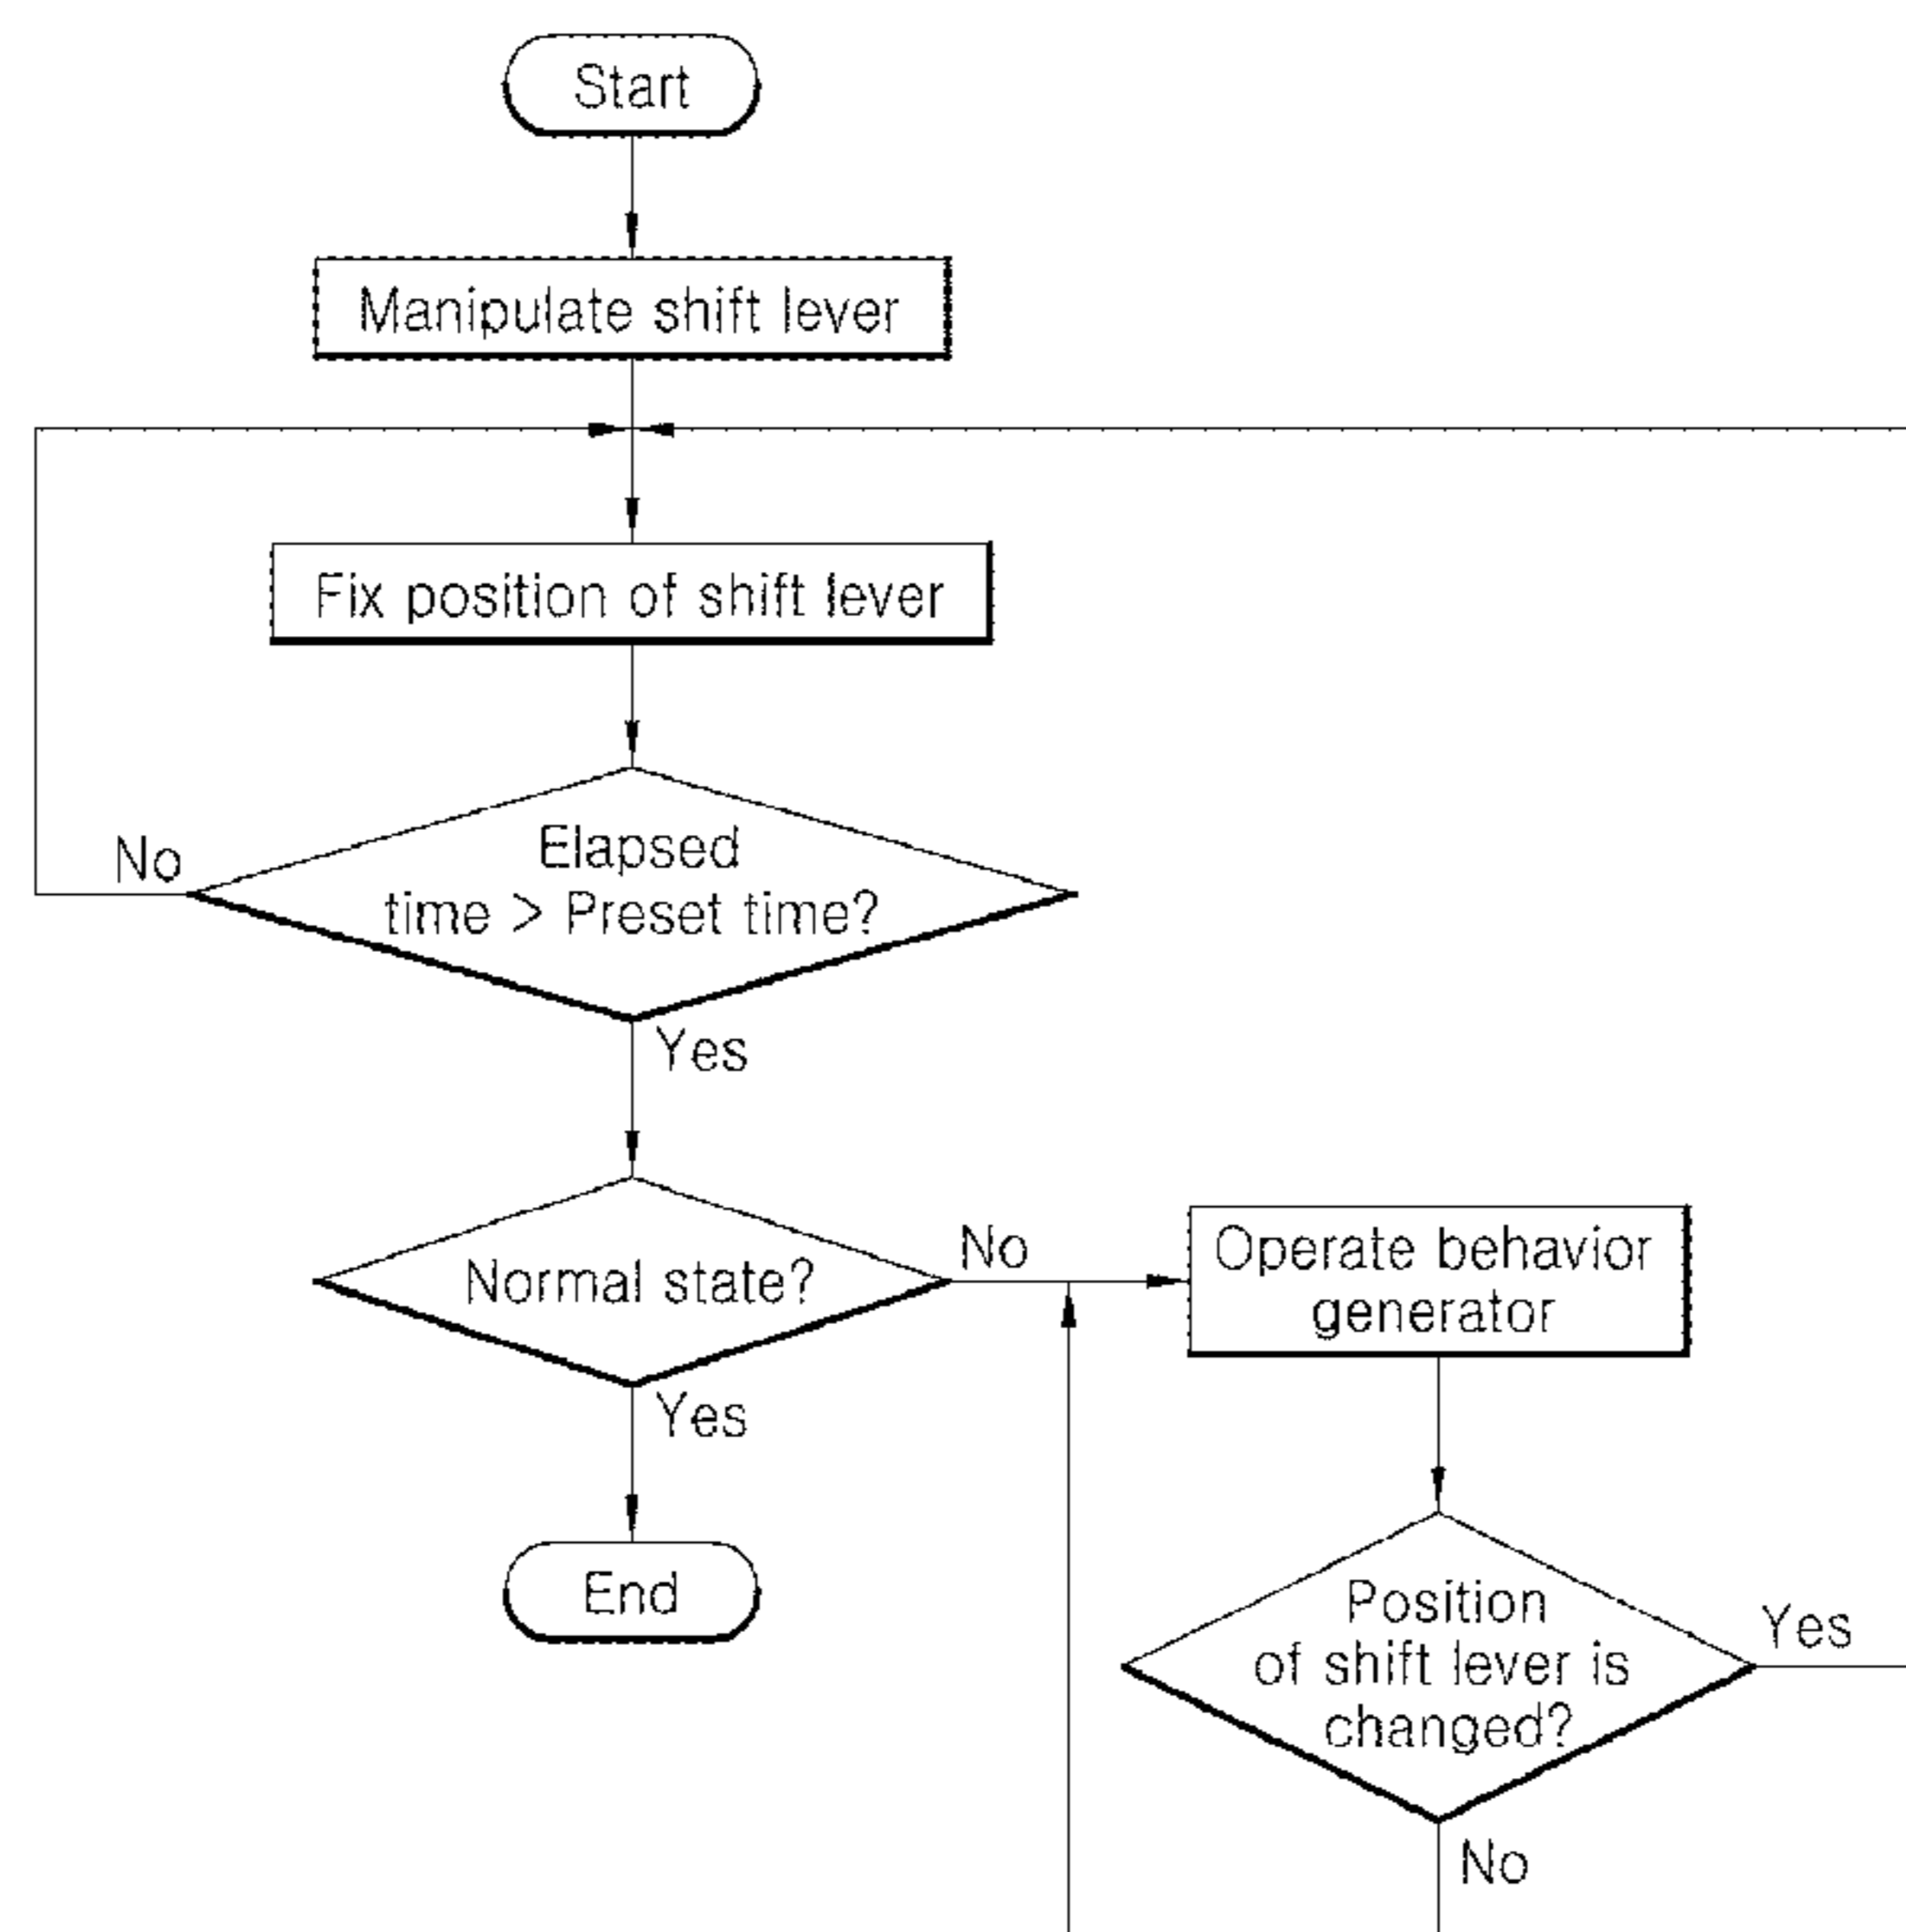 Start
Manipulate shift lever
Fix position of shift lever
Elapsed
time > Preset time?
No
Yes
Normal state?
No
Yes
Operate behavior
generator
End
Position
of shift lever is
changed?
Yes
No